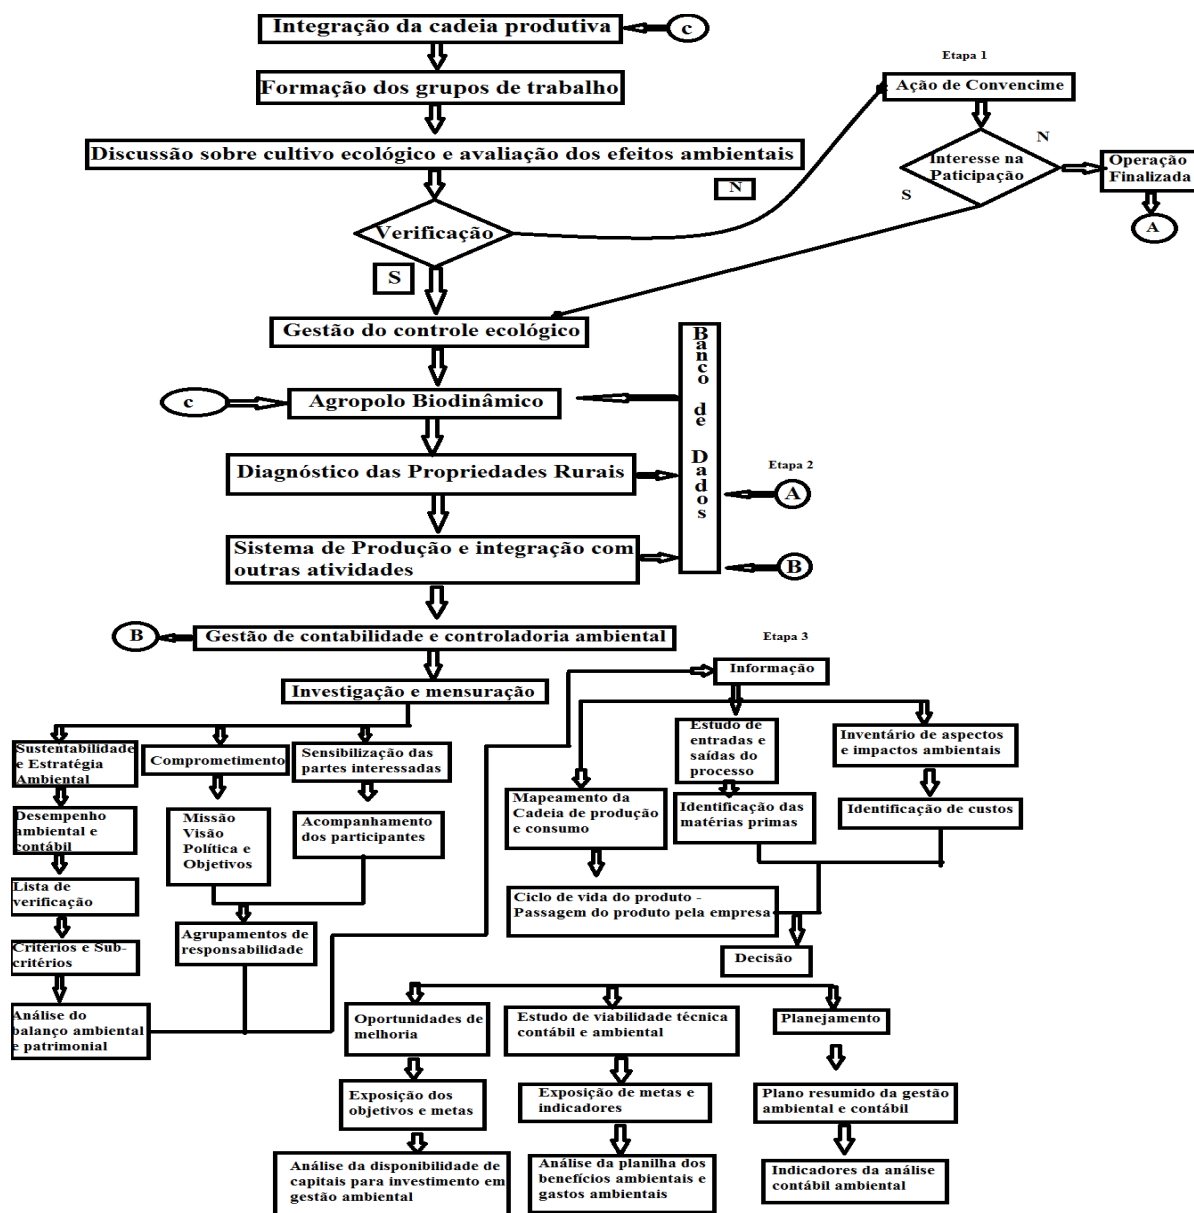 Integração da cadeia produtiva
c
Formação dos grupos de trabalho
Discussão sobre cultivo ecológico e avaliação dos efeitos ambientais
N
Verificação
S
Etapa 1
Ação de Convencime
N
Interesse na
Paticipação
S
Operação
Finalizada
A
Gestão do controle ecológico
c
Agropolo Biodinâmico
Banco de Dados
Diagnóstico das Propriedades Rurais
Etapa 2
A
Sistema de Produção e integração com
outras atividades
B
B
Gestão de contabilidade e controladoria ambiental
Investigação e mensuração
Sustentabilidade
e Estratégia
Ambiental
Comprometimento
Sensibilização das
partes interessadas
Desempenho
ambiental e
contábil
Missão
Visão
Política e
Objetivos
Acompanhamento
dos participantes
Lista de
verificação
Critérios e Sub-
critérios
Agrupamentos de
responsabilidade
Análise do
balanço ambiental
e patrimonial
Etapa 3
Informação
Estudo de
entradas e
saídas do
processo
Inventário de aspectos
e impactos ambientais
Mapeamento da
Cadeia de produção
e consumo
Identificação das
matérias primas
Identificação de custos
Ciclo de vida do produto -
Passagem do produto pela empresa
Decisão
Oportunidades de
melhoria
Estudo de viabilidade técnica
contábil e ambiental
Planejamento
Exposição dos
objetivos e metas
Exposição de metas e
indicadores
Plano resumido da gestão
ambiental e contábil
Análise da disponibilidade de
capitais para investimento em
gestão ambiental
Análise da planilha dos
benefícios ambientais e
gastos ambientais
Indicadores da análise
contábil ambiental